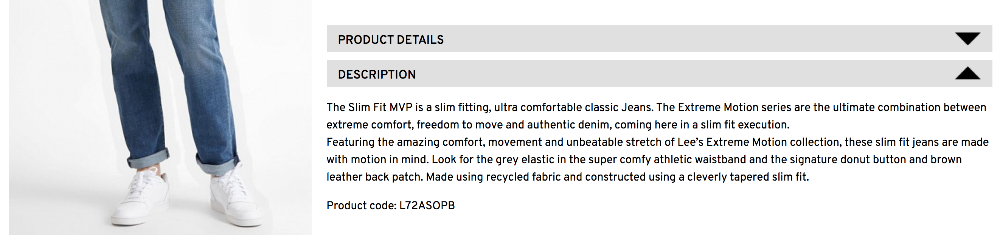 PRODUCT DETAILS
DESCRIPTION
The Slim Fit MVP is a slim fitting, ultra comfortable classic Jeans. The Extreme Motion series are the ultimate combination between
extreme comfort, freedom to move and authentic denim, coming here in a slim fit execution.
Featuring the amazing comfort, movement and unbeatable stretch of Lee’s Extreme Motion collection, these slim fit jeans are made
with motion in mind. Look for the grey elastic in the super comfy athletic waistband and the signature donut button and brown
leather back patch. Made using recycled fabric and constructed using a cleverly tapered slim fit.
Product code: L72ASOPB